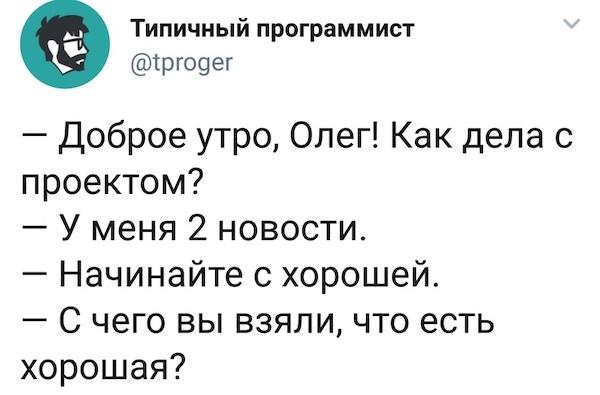 Типичный программист
@tproger
— Доброе утро, Олег! Как дела с
проектом?
— У меня 2 новости.
— Начинайте с хорошей.
— С чего вы взяли, что есть
хорошая?